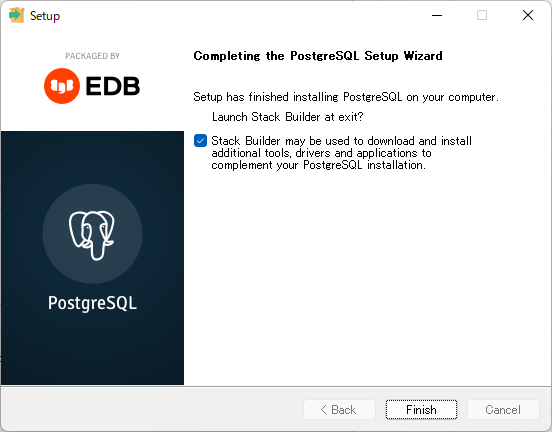 Setup
PACKAGED BY
EDB
PostgreSQL
Completing the PostgreSQL Setup Wizard
Setup has finished installing PostgreSQL on your computer.
Launch Stack Builder at exit?
Stack Builder may be used to download and install
additional tools, drivers and applications to
complement your PostgreSQL installation.
< Back
Finish
Cancel